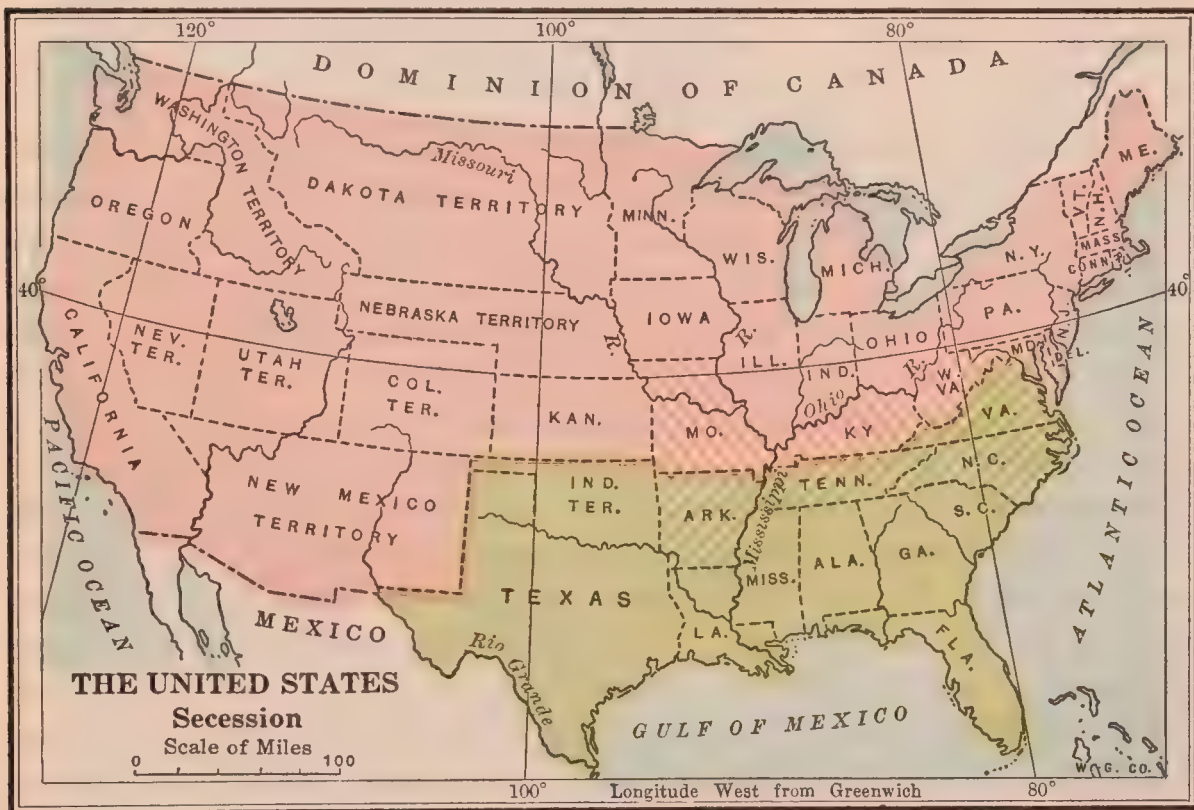 120°
100°
80°
DOMINION OF CANADA
WASHINGTON TERRITORY
Missouri
DAKOTA TERRITORY
OREGON
MINN.
ME.
VT.
N.H.
MASS.
CONN.
N.Y.
WIS.
MICH.
40°
40°
CALIFORNIA
NEV.
TER.
UTAH
TER.
NEBRASKA TERRITORY
R.
IOWA
R.
ILL.
IND.
OHIO
PA.
N.J.
MD.
DEL.
COL.
TER.
KAN.
MO.
Ohio
R.
W.
VA.
VA.
KY
PACIFIC OCEAN
NEW MEXICO
TERRITORY
IND.
TER.
ARK.
Mississippi
TENN.
N.C.
S.C.
ATLANTIC OCEAN
TEXAS
MISS.
ALA.
GA.
LA.
FLA.
MEXICO
Rio Grande
GULF OF MEXICO
THE UNITED STATES
Secession
Scale of Miles
0 100
W. G. CO.
100°
Longitude West from Greenwich
80°